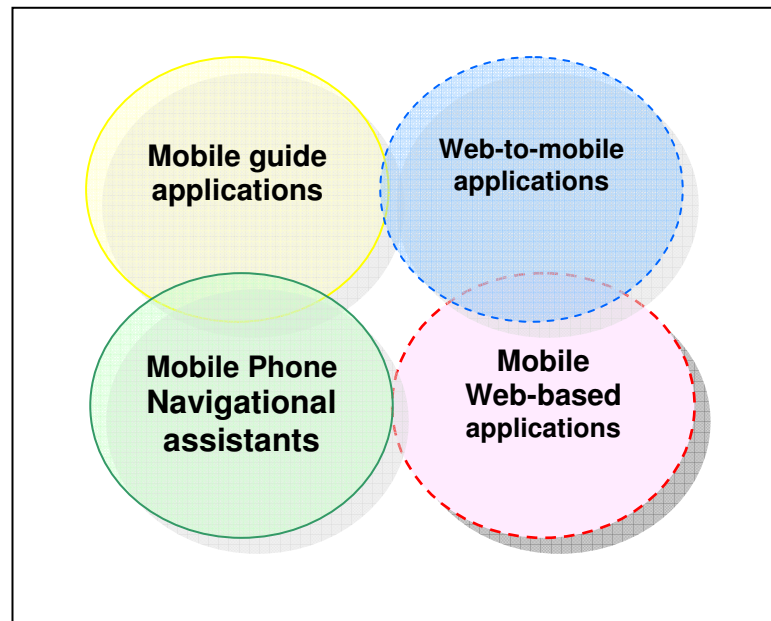 Mobile guide
applications
Web-to-mobile
applications
Mobile Phone
Navigational
assistants
Mobile
Web-based
applications